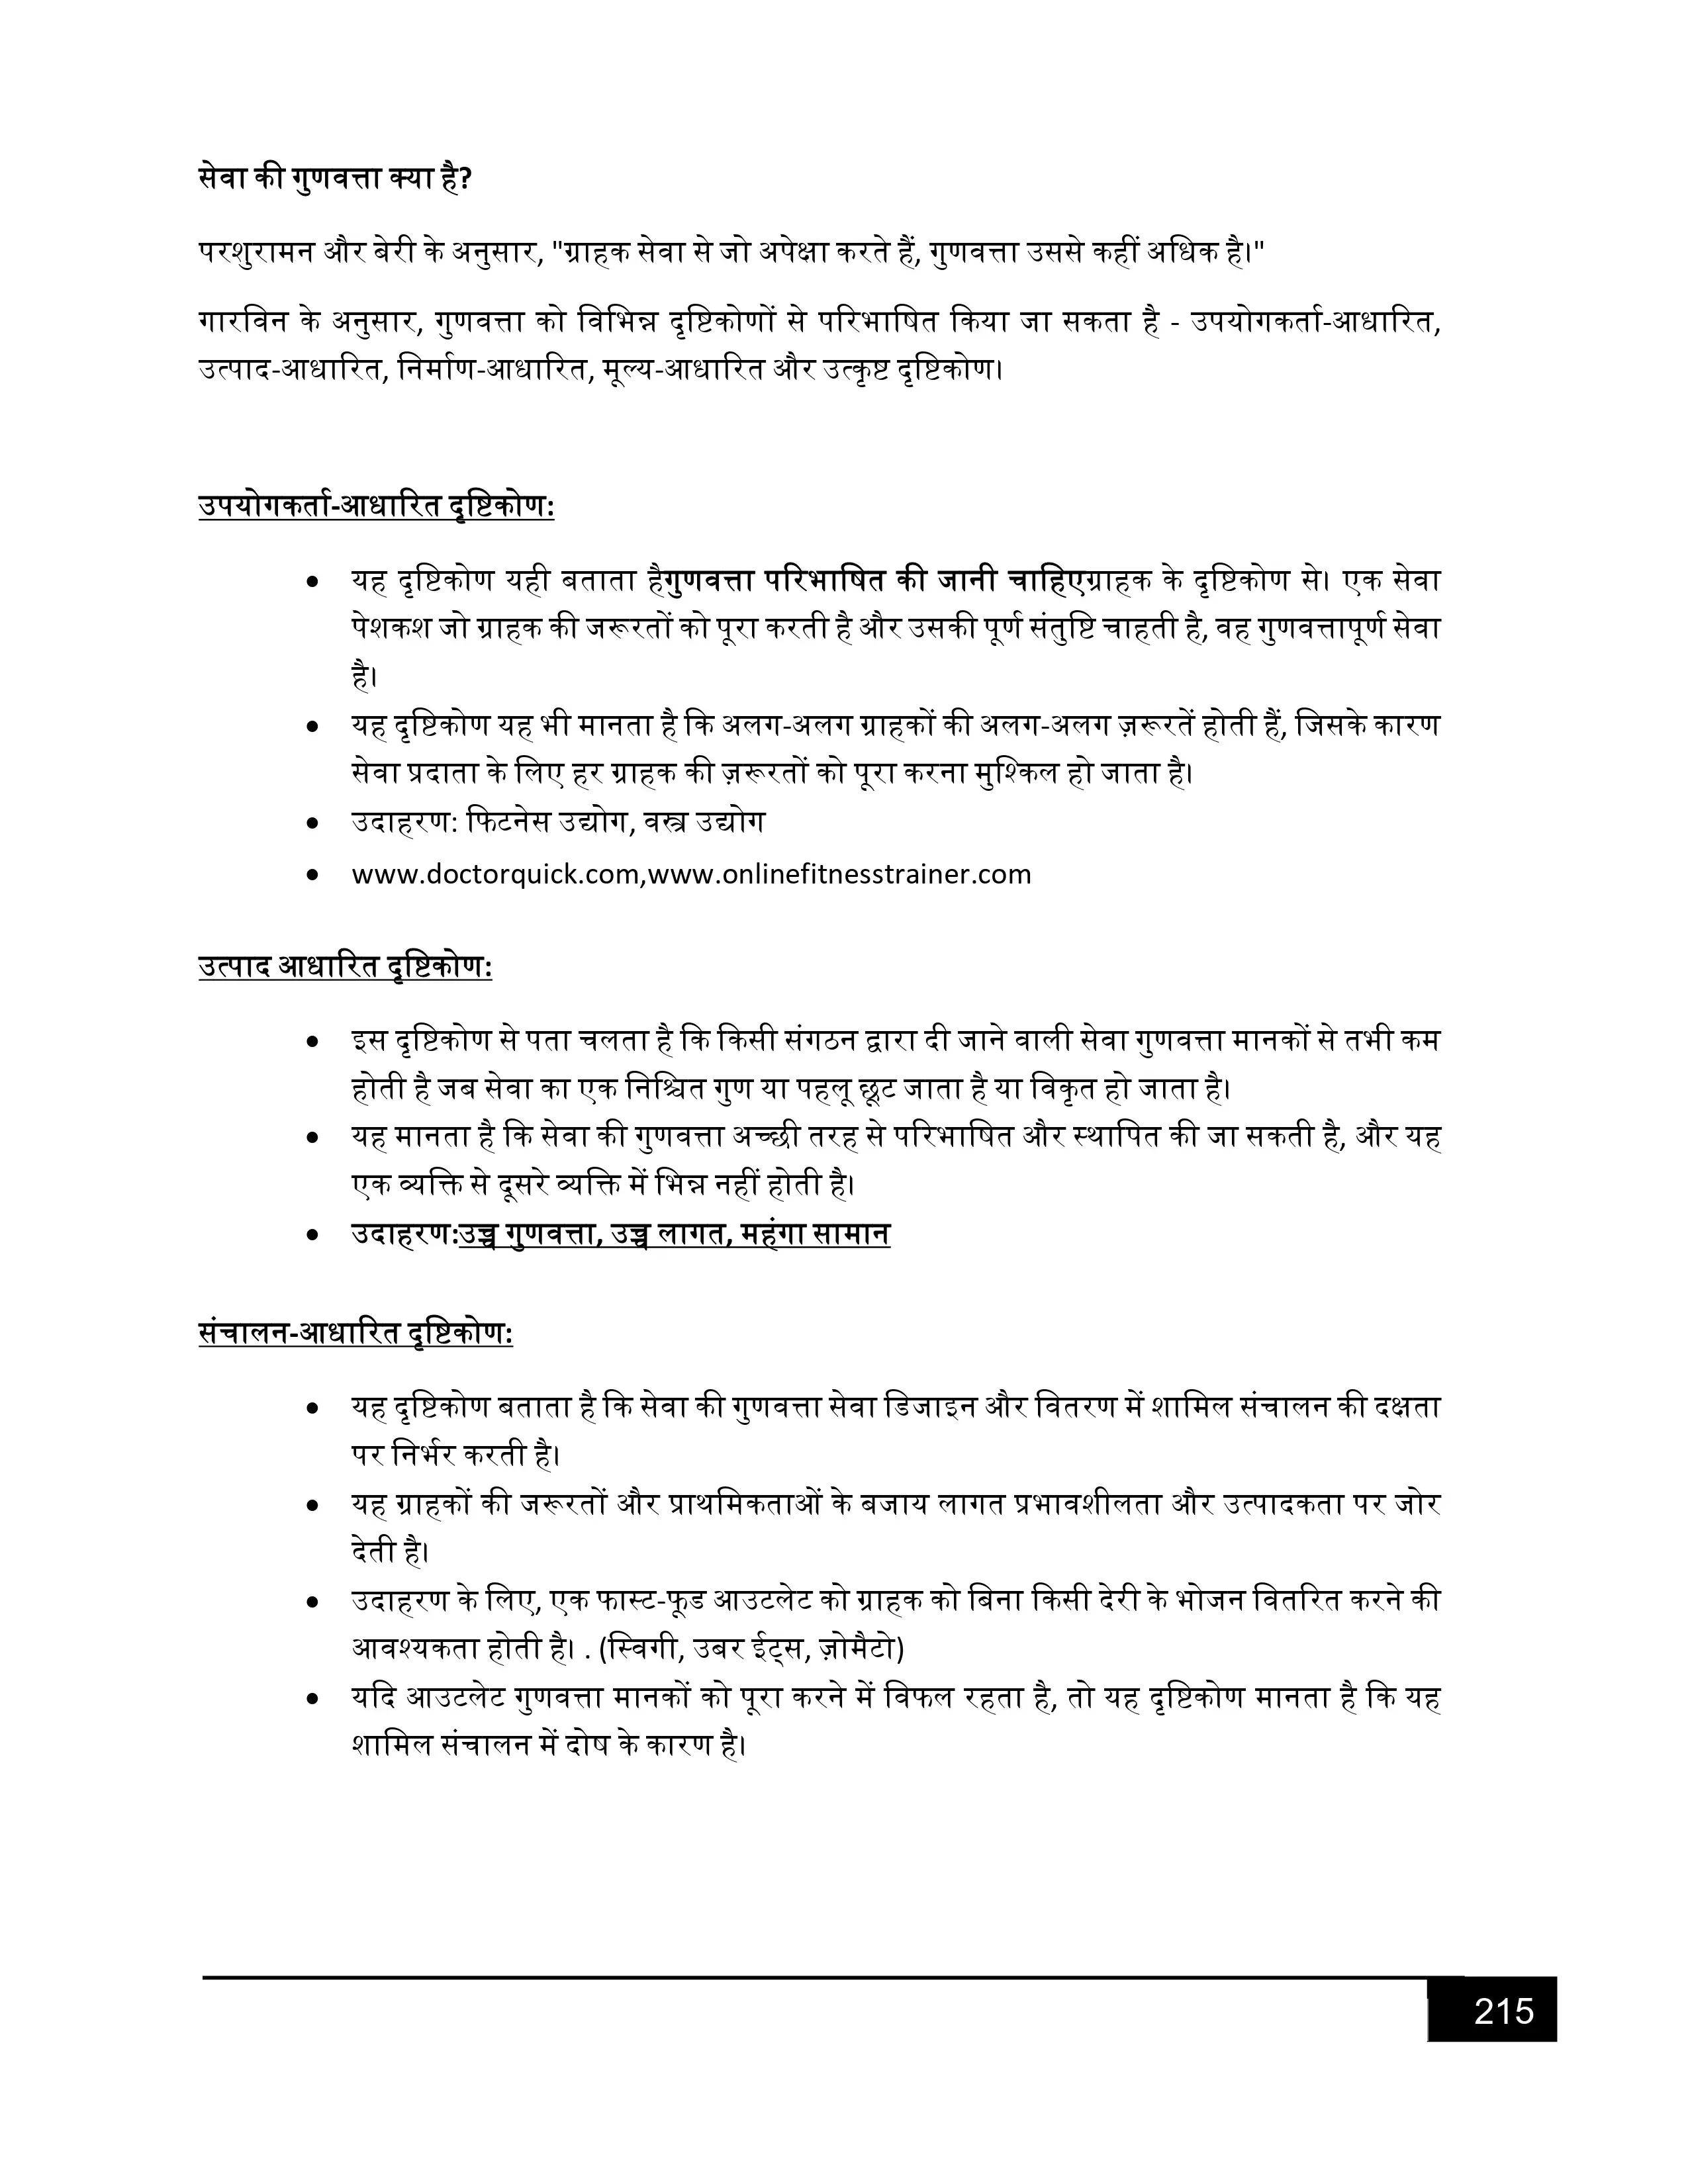 सेवा की गुणवत्ता क्या है?
परशुरामन और बेरी के अनुसार, "ग्राहक सेवा से जो अपेक्षा करते हैं, गुणवत्ता उससे कहीं अधिक है।"
गारविन के अनुसार, गुणवत्ता को विभिन्न दृष्टिकोणों से परिभाषित किया जा सकता है - उपयोगकर्ता-आधारित,
उत्पाद-आधारित, निर्माण-आधारित, मूल्य-आधारित और उत्कृष्ट दृष्टिकोण।
उपयोगकर्ता-आधारित दृष्टिकोण:
• यह दृष्टिकोण यही बताता हैगुणवत्ता परिभाषित की जानी चाहिएग्राहक के दृष्टिकोण से। एक सेवा
पेशकश जो ग्राहक की जरूरतों को पूरा करती है और उसकी पूर्ण संतुष्टि चाहती है, वह गुणवत्तापूर्ण सेवा
है।
• यह दृष्टिकोण यह भी मानता है कि अलग-अलग ग्राहकों की अलग-अलग ज़रूरतें होती हैं, जिसके कारण
सेवा प्रदाता के लिए हर ग्राहक की ज़रूरतों को पूरा करना मुश्किल हो जाता है।
• उदाहरण: फिटनेस उद्योग, वस्त्र उद्योग
• www.doctorquick.com,www.onlinefitnesstrainer.com
उत्पाद आधारित दृष्टिकोण:
• इस दृष्टिकोण से पता चलता है कि किसी संगठन द्वारा दी जाने वाली सेवा गुणवत्ता मानकों से तभी कम
होती है जब सेवा का एक निश्चित गुण या पहलू छूट जाता है या विकृत हो जाता है।
• यह मानता है कि सेवा की गुणवत्ता अच्छी तरह से परिभाषित और स्थापित की जा सकती है, और यह
एक व्यक्ति से दूसरे व्यक्ति में भिन्न नहीं होती है।
• उदाहरण:उच्च गुणवत्ता, उच्च लागत, महंगा सामान
संचालन-आधारित दृष्टिकोण:
• यह दृष्टिकोण बताता है कि सेवा की गुणवत्ता सेवा डिजाइन और वितरण में शामिल संचालन की दक्षता
पर निर्भर करती है।
• यह ग्राहकों की जरूरतों और प्राथमिकताओं के बजाय लागत प्रभावशीलता और उत्पादकता पर जोर
देती है।
• उदाहरण के लिए, एक फास्ट-फूड आउटलेट को ग्राहक को बिना किसी देरी के भोजन वितरित करने की
आवश्यकता होती है। . (स्विगी, उबर ईट्स, ज़ोमैटो)
• यदि आउटलेट गुणवत्ता मानकों को पूरा करने में विफल रहता है, तो यह दृष्टिकोण मानता है कि यह
शामिल संचालन में दोष के कारण है।
215